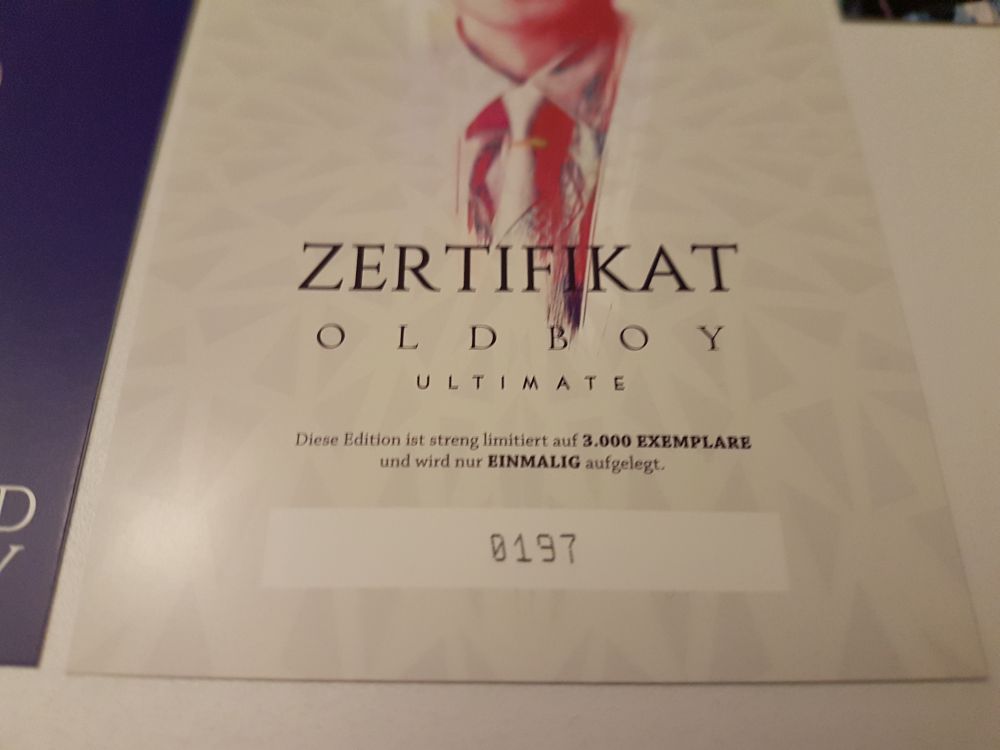 ZERTIFIKAT
OLDBOY
ULTIMATE
Diese Edition ist streng limitiert auf 3.000 EXEMPLARE
und wird nur EINMALIG aufgelegt.
0197
D
Y